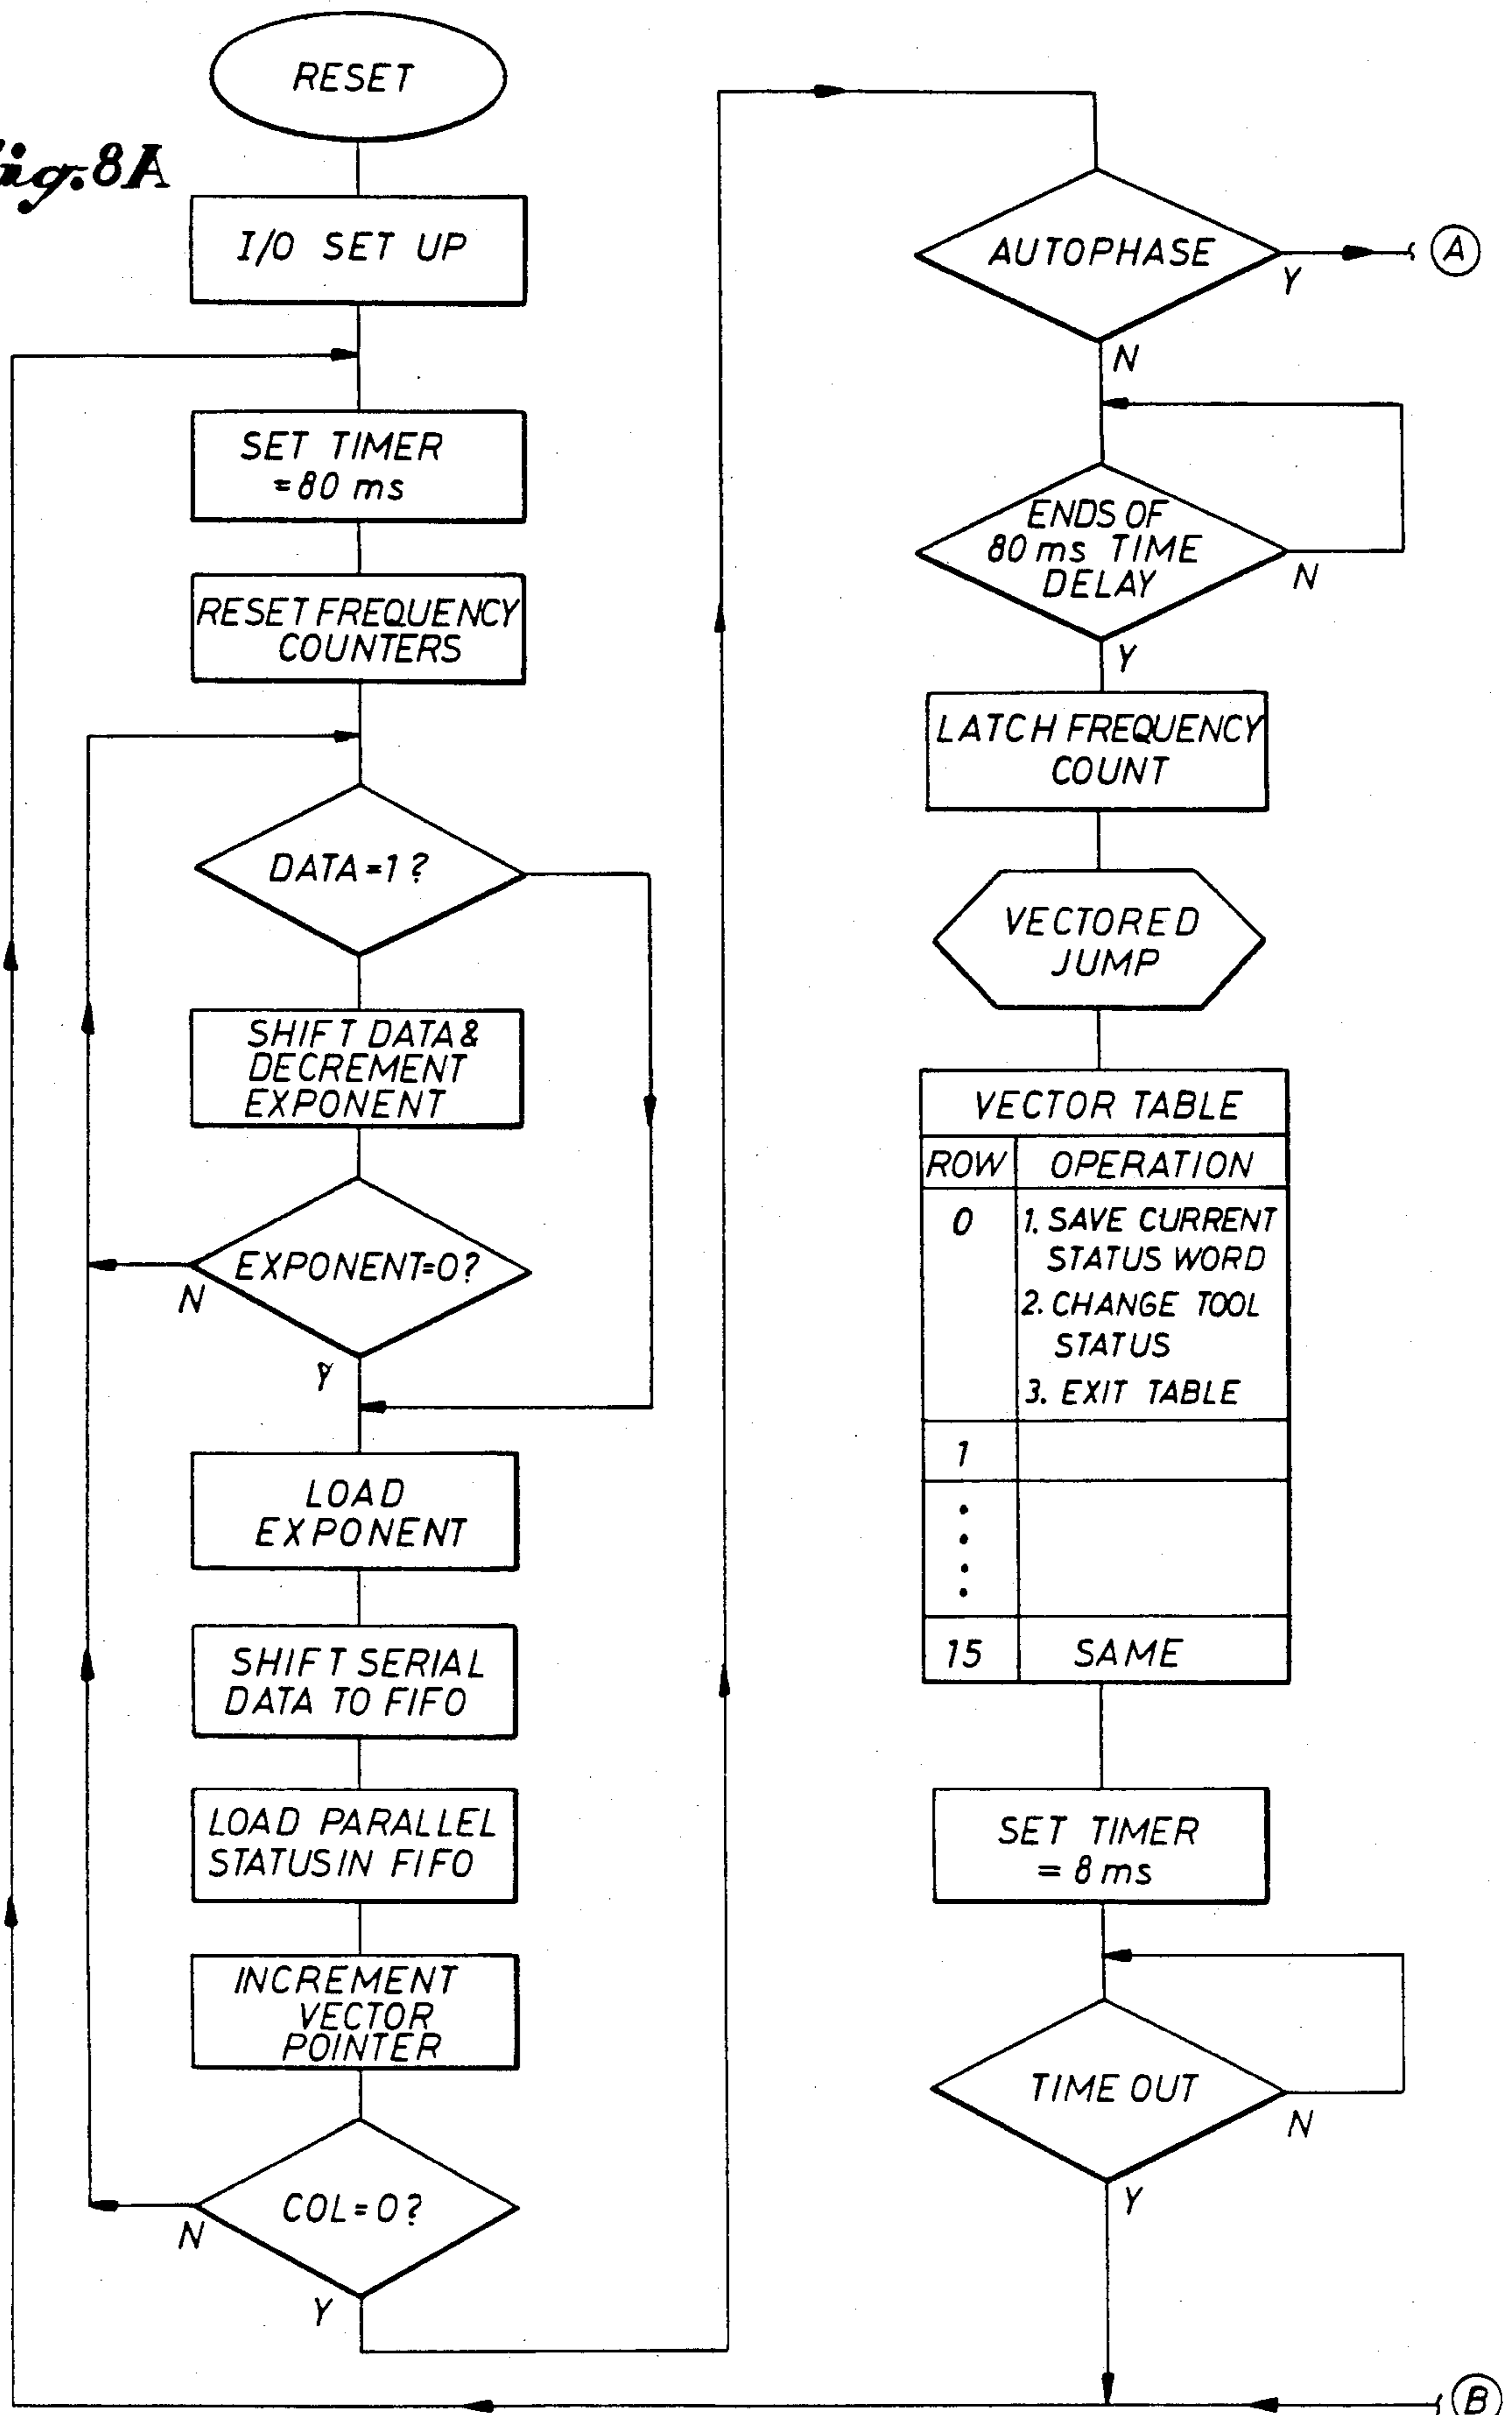 Fig. 8A
RESET
I/O SET UP
SET TIMER
=80 ms
RESET FREQUENCY
COUNTERS
DATA=1?
SHIFT DATA &
DECREMENT
EXPONENT
EXPONENT=0?
N
Y
LOAD
EXPONENT
SHIFT SERIAL
DATA TO FIFO
LOAD PARALLEL
STATUS IN FIFO
INCREMENT
VECTOR
POINTER
COL=0?
N
Y
AUTOPHASE
Y
A
N
ENDS OF
80 ms TIME
DELAY
N
Y
LATCH FREQUENCY
COUNT
VECTORED
JUMP
VECTOR TABLE
ROW OPERATION
0 1. SAVE CURRENT
STATUS WORD
2. CHANGE TOOL
STATUS
3. EXIT TABLE
1
15 SAME
SET TIMER
= 8 ms
TIME OUT
N
Y
B